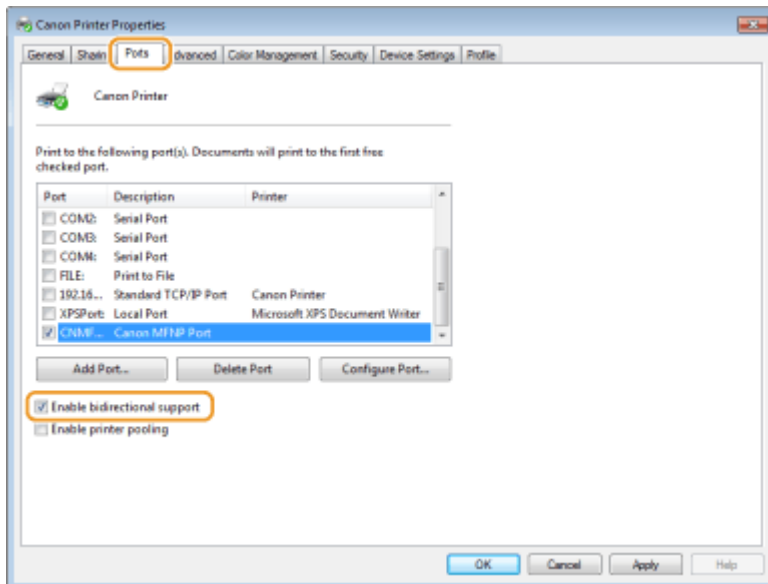 Canon Printer Properties
General Sharin Ports dvanced Color Management Security Device Settings Profile
Canon Printer
Print to the following port(s). Documents will print to the first free
checked port.
Port Description Printer
COM2: Serial Port
COM3: Serial Port
COM4: Serial Port
FILE: Print to File
192.16... Standard TCP/IP Port Canon Printer
XPSPort: Local Port Microsoft XPS Document Writer
CNMF... Canon MFNP Port
Add Port... Delete Port Configure Port...
Enable bidirectional support
Enable printer pooling
OK Cancel Apply Help